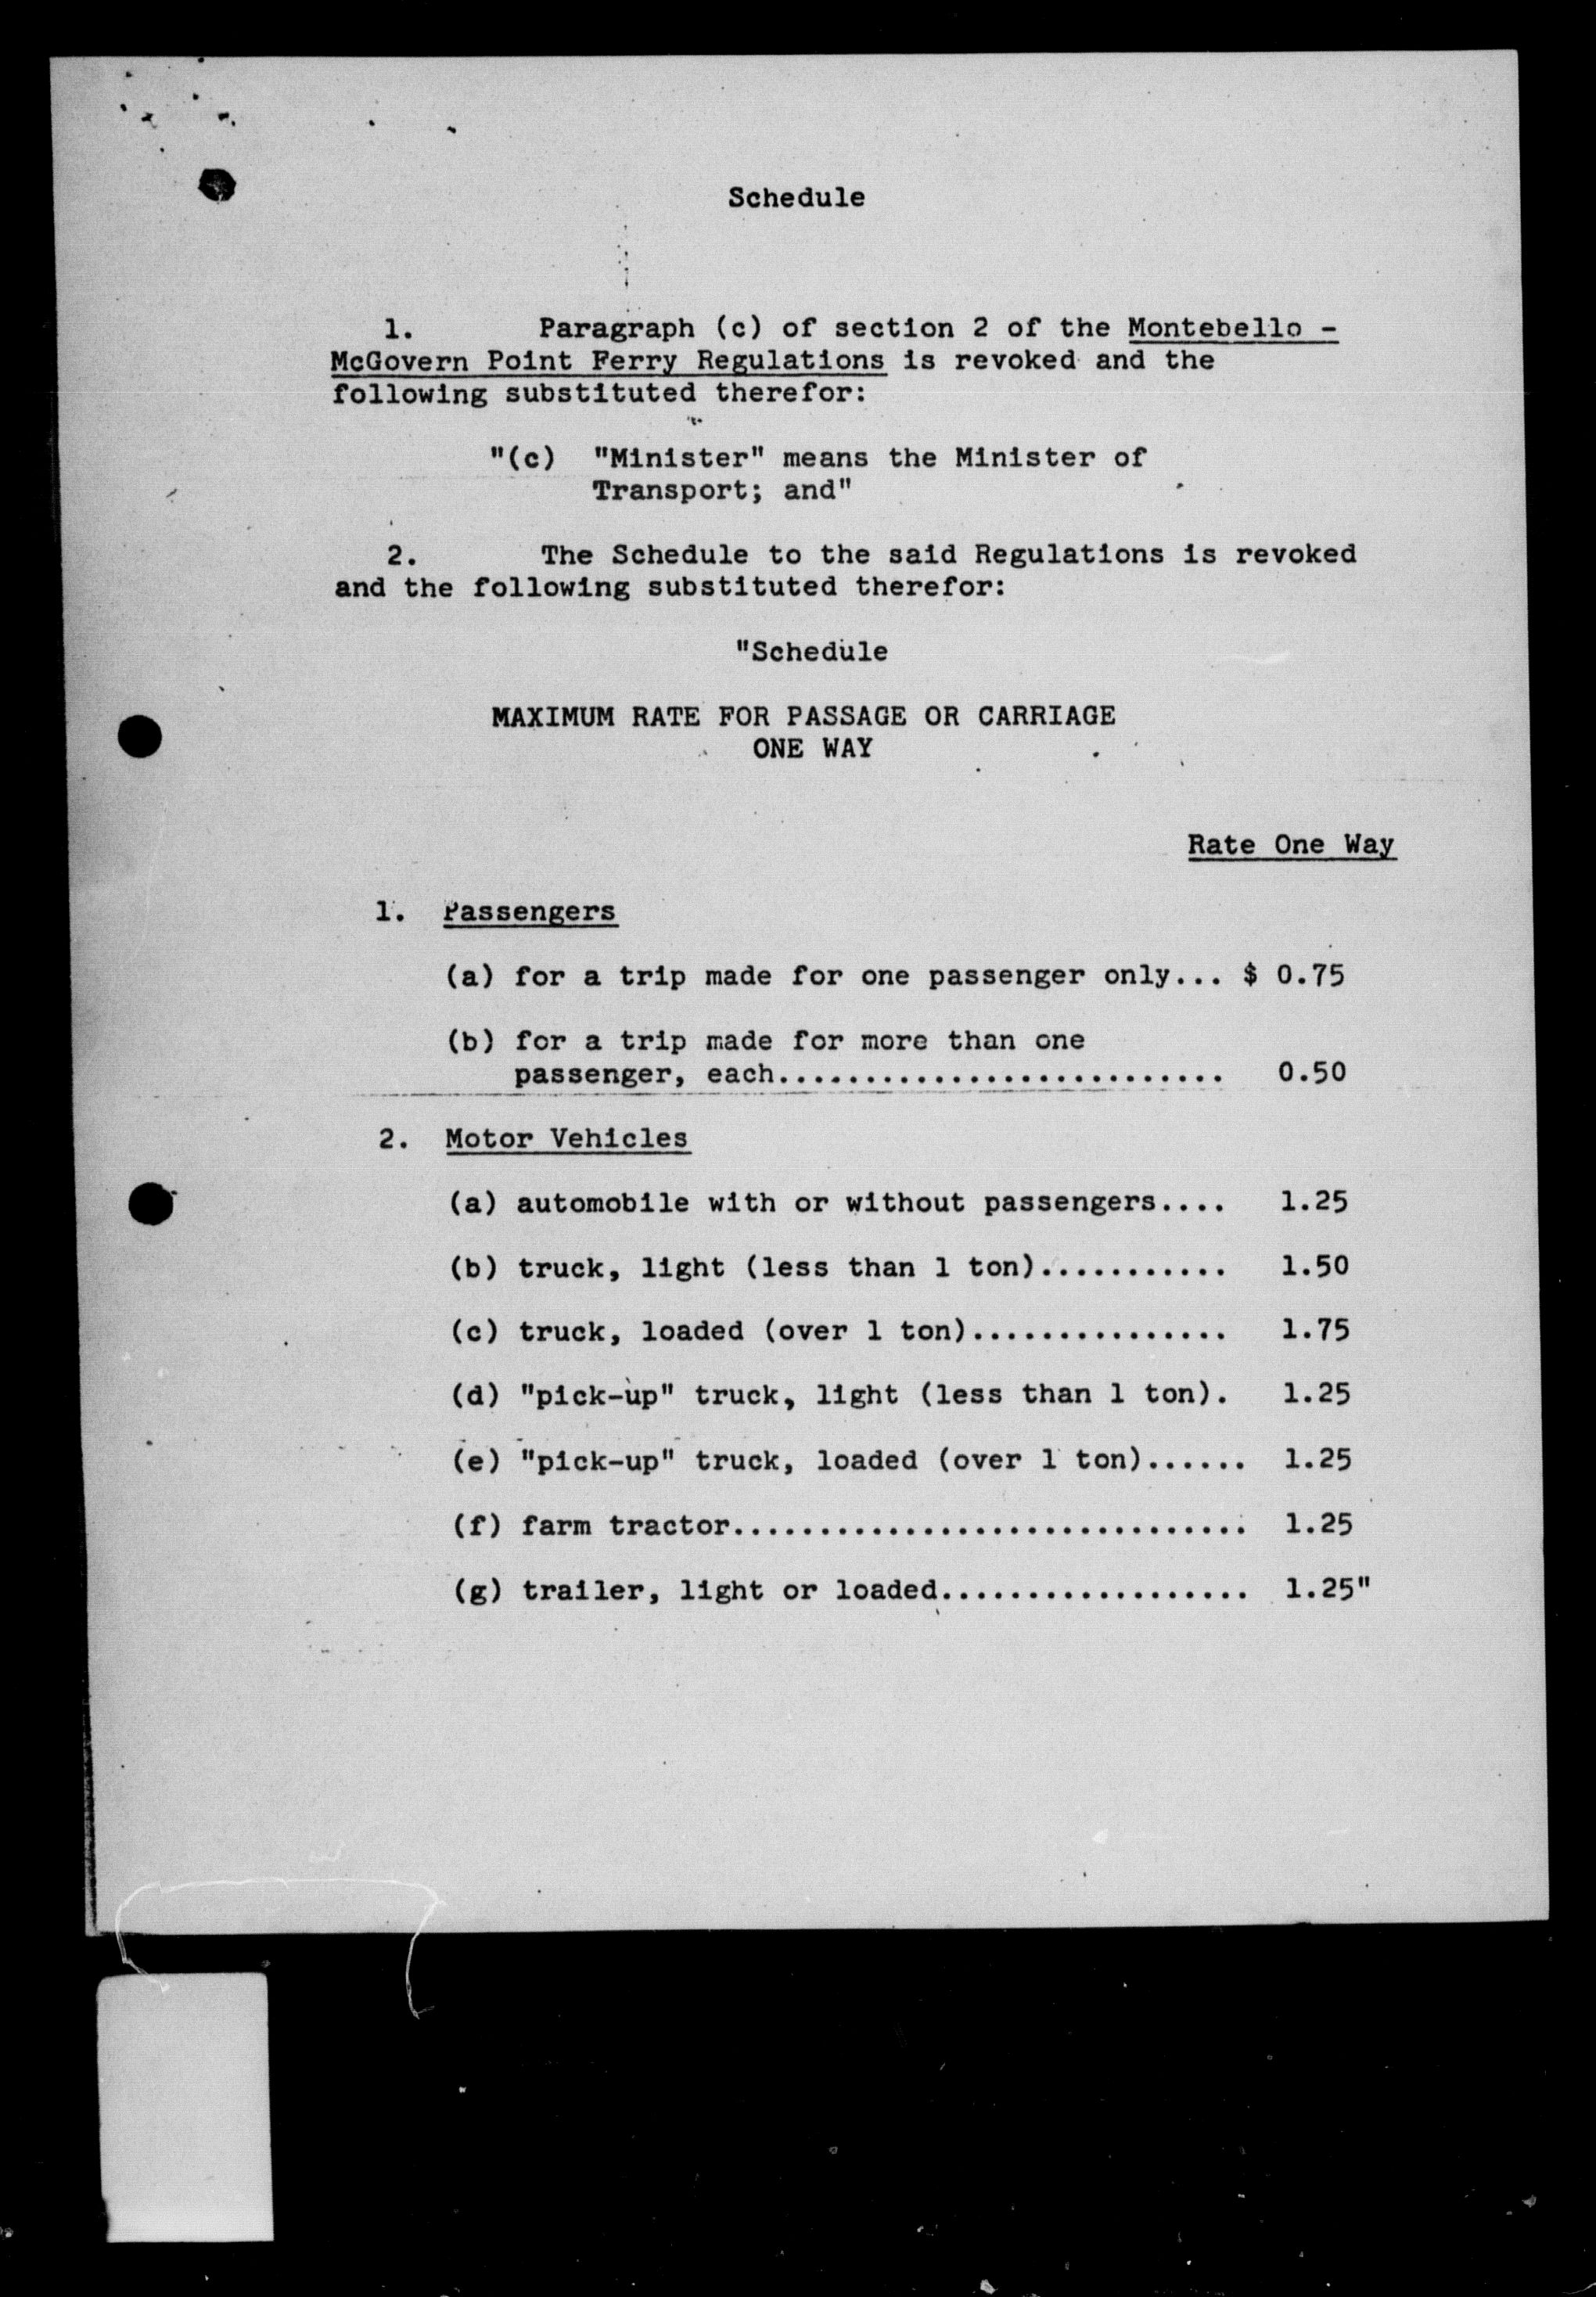 Schedule
1. Paragraph (c) of section 2 of the Montebello -
McGovern Point Ferry Regulations is revoked and the
following substituted therefor:
"(c) "Minister" means the Minister of
Transport; and"
2. The Schedule to the said Regulations is revoked
and the following substituted therefor:
"Schedule
MAXIMUM RATE FOR PASSAGE OR CARRIAGE
ONE WAY
Rate One Way
1. Passengers
(a) for a trip made for one passenger only... $ 0.75
(b) for a trip made for more than one
passenger, each.......................... 0.50
2. Motor Vehicles
(a) automobile with or without passengers.... 1.25
(b) truck, light (less than 1 ton)........... 1.50
(c) truck, loaded (over 1 ton)............... 1.75
(d) "pick-up" truck, light (less than 1 ton). 1.25
(e) "pick-up" truck, loaded (over 1 ton)...... 1.25
(f) farm tractor.............................. 1.25
(g) trailer, light or loaded.................. 1.25"